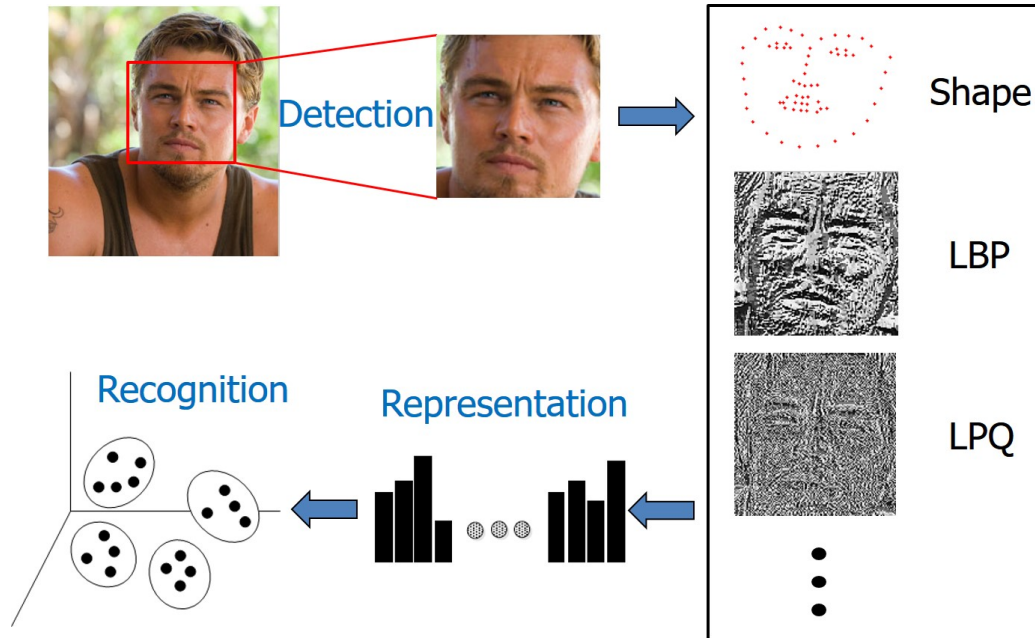 Detection
Shape
LBP
LPQ
Representation
Recognition